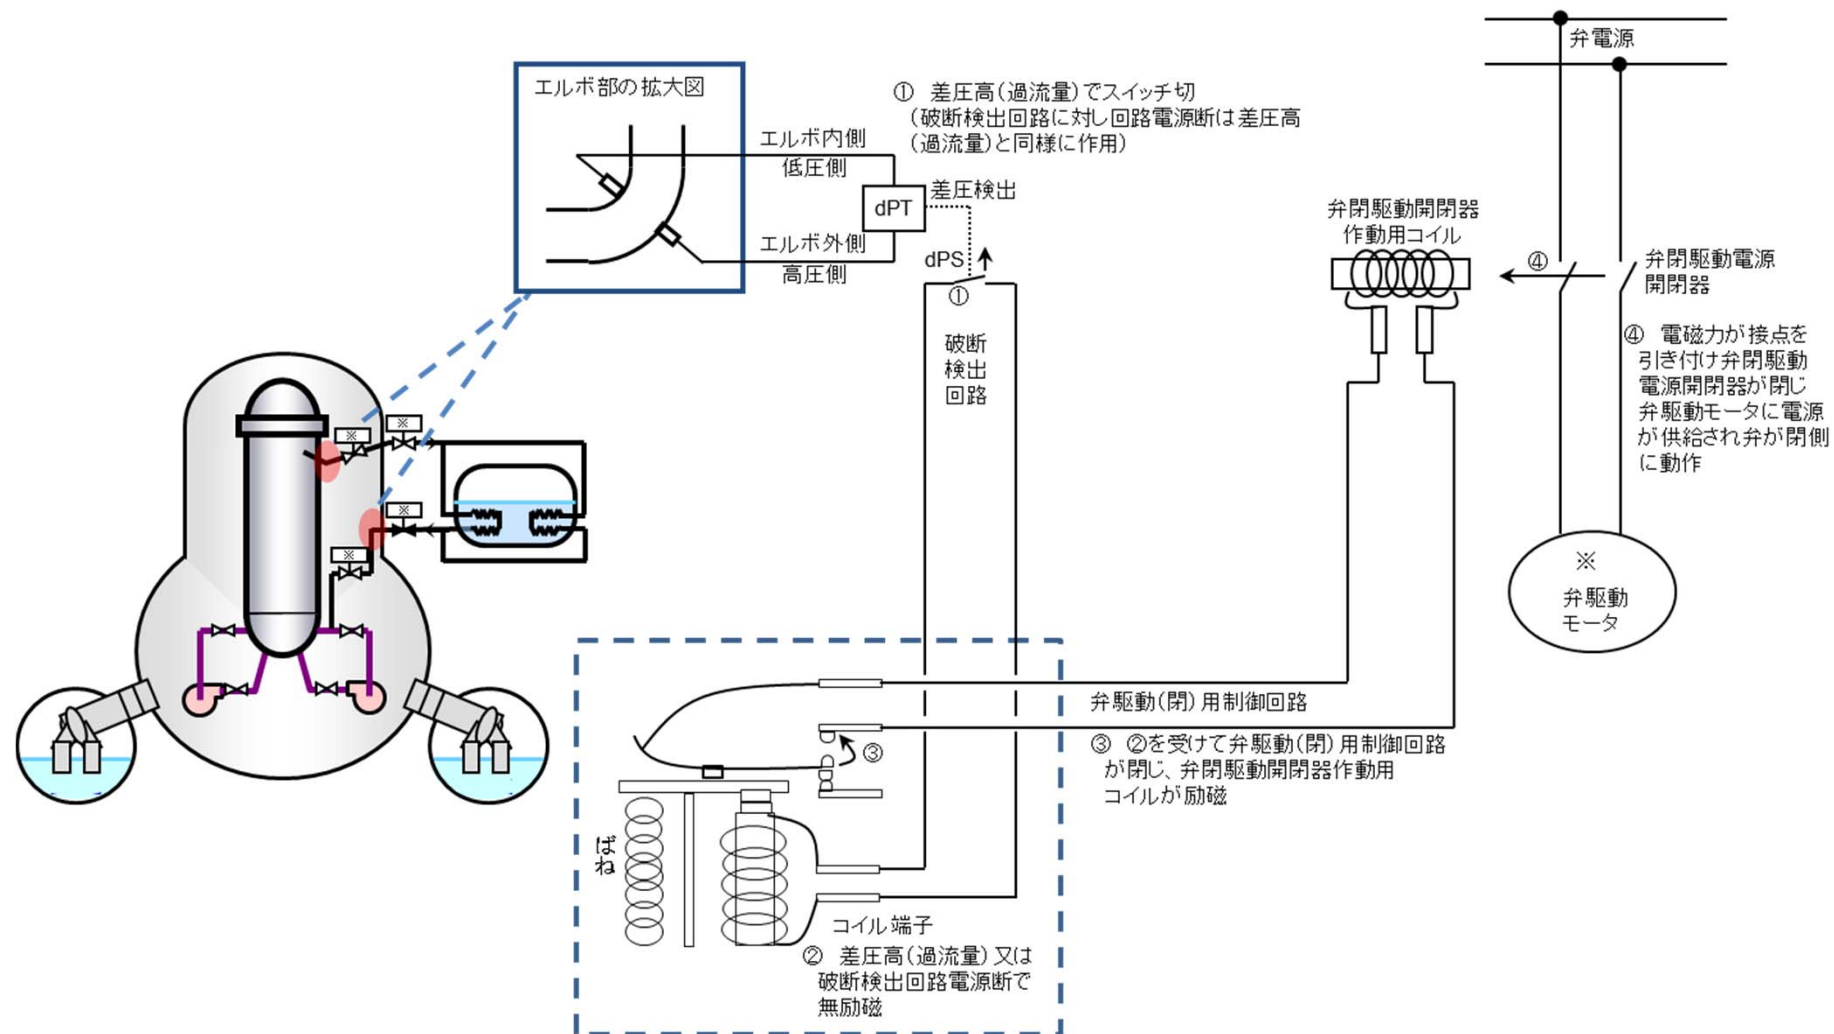 エルボ部の拡大図
エルボ内側
低圧側
エルボ外側
高圧側
① 差圧高(過流量)でスイッチ切
(破断検出回路に対し回路電源断は差圧高
(過流量)と同様に作用)
dPT
差圧検出
dPS
①
破断
検出
回路
弁電源
弁閉駆動開閉器
作動用コイル
④
弁閉駆動電源
開閉器
④ 電磁力が接点を
引き付け弁閉駆動
電源開閉器が閉じ
弁駆動モータに電源
が供給され弁が閉側
に動作
※
弁駆動
モータ
※
※
※
※
弁駆動(閉)用制御回路
③ ②を受けて弁駆動(閉)用制御回路
が閉じ、弁閉駆動開閉器作動用
コイルが励磁
③
ばね
コイル端子
② 差圧高(過流量)又は
破断検出回路電源断で
無励磁